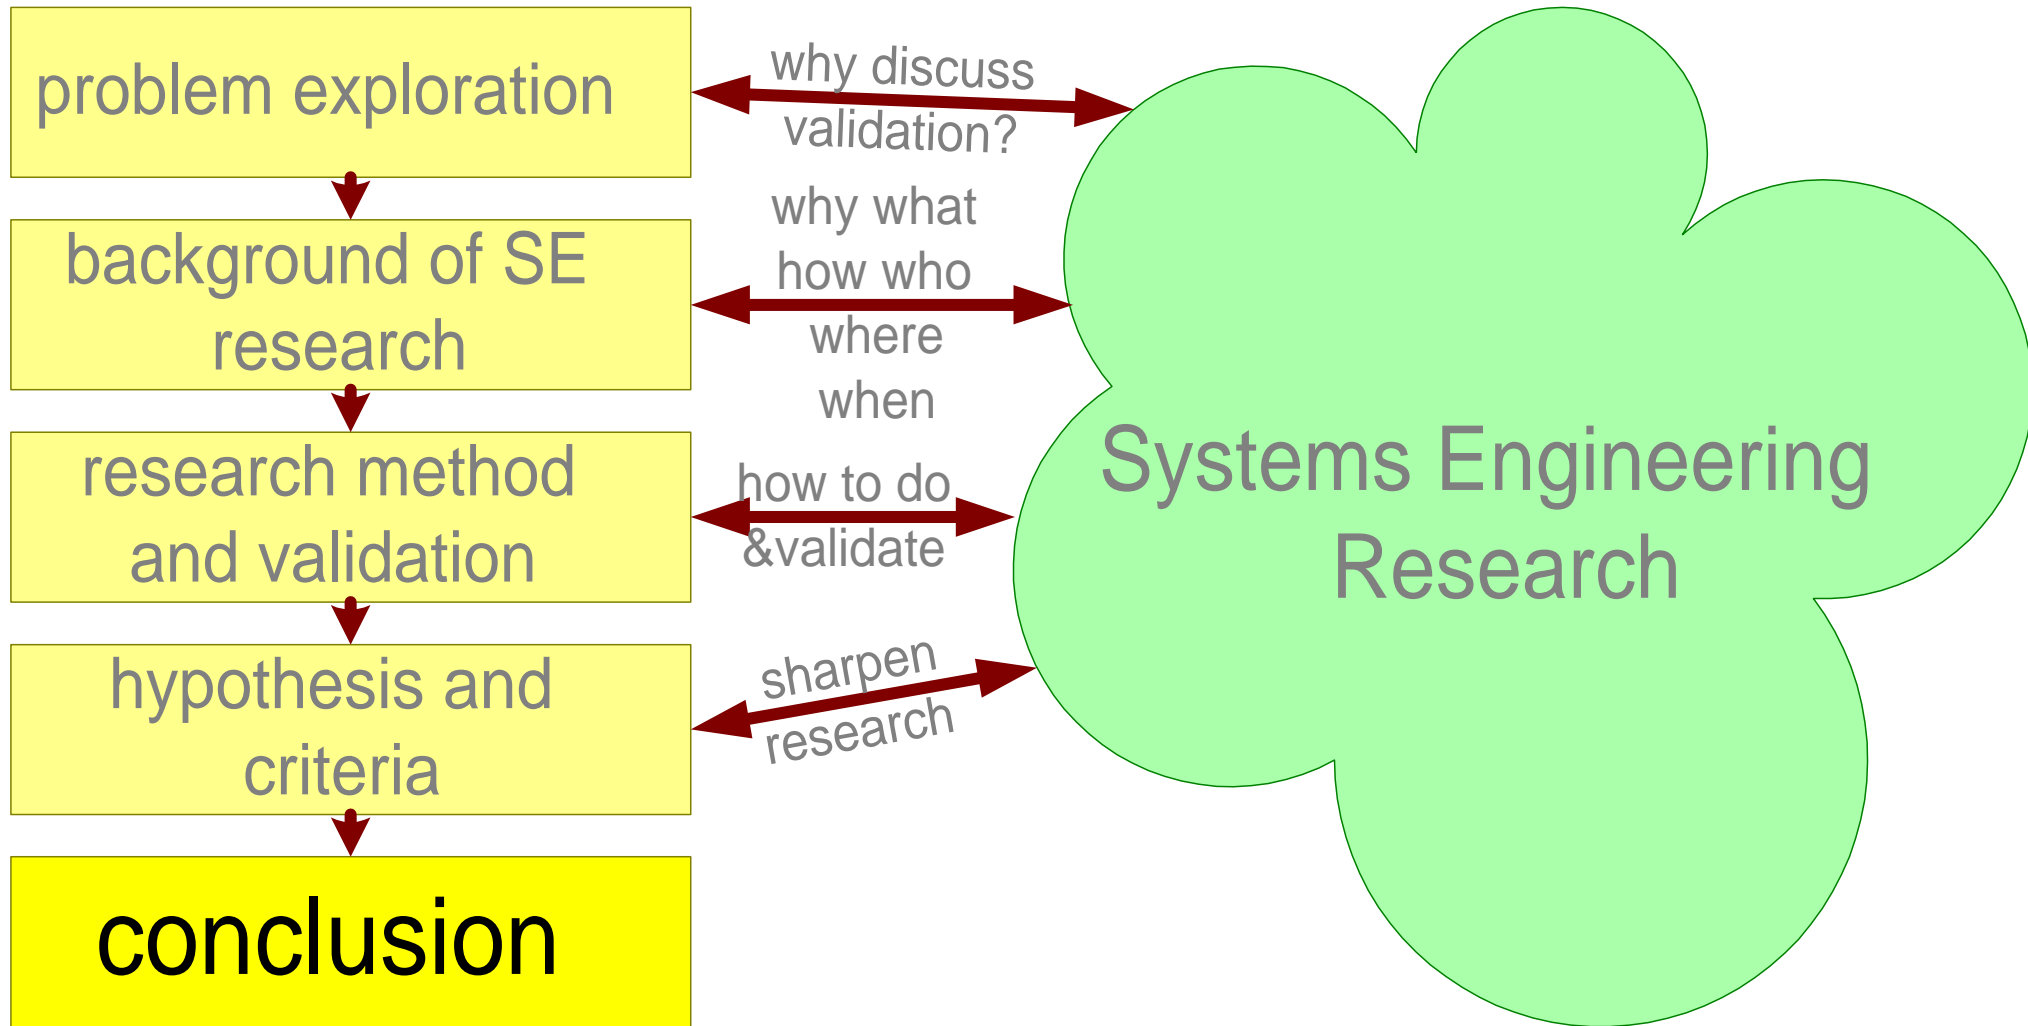 problem exploration
why discuss
validation?
background of SE
research
why what
how who
where
when
research method
and validation
how to do
&validate
hypothesis and
criteria
sharpen
research
conclusion
Systems Engineering
Research